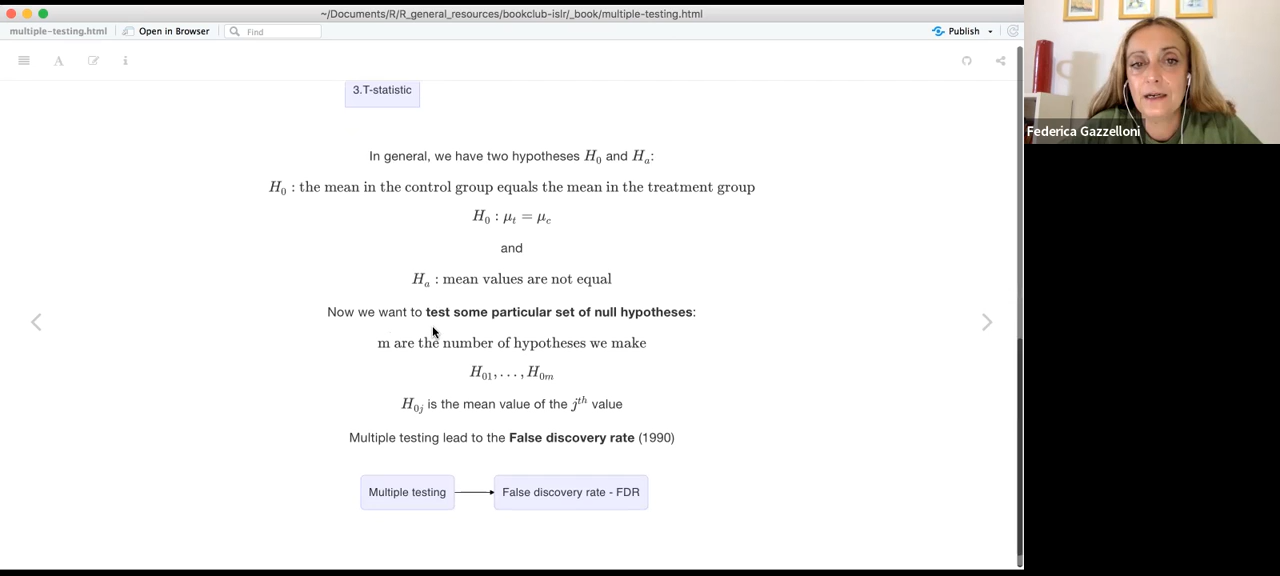 ~/Documents/R/R_general_resources/bookclub-islr/_book/multiple-testing.html
multiple-testing.html Open in Browser Find Publish
A i
3.T-statistic
In general, we have two hypotheses H0 and Ha:
H0 : the mean in the control group equals the mean in the treatment group
H0 : μt = μc
and
Ha : mean values are not equal
Now we want to test some particular set of null hypotheses:
m are the number of hypotheses we make
H01, . . . , H0m
H0j is the mean value of the jth value
Multiple testing lead to the False discovery rate (1990)
Multiple testing False discovery rate - FDR
Federica Gazzelloni